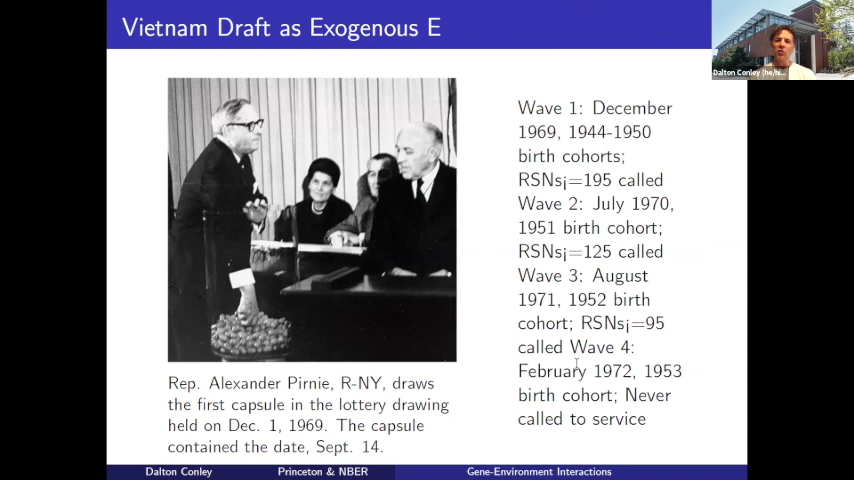 Vietnam Draft as Exogenous E
Dalton Conley (he/hi...
Wave 1: December
1969, 1944-1950
birth cohorts;
RSNs¡=195 called
Wave 2: July 1970,
1951 birth cohort;
RSNs¡=125 called
Wave 3: August
1971, 1952 birth
cohort; RSNs¡=95
called Wave 4:
February 1972, 1953
birth cohort; Never
called to service
Rep. Alexander Pirnie, R-NY, draws
the first capsule in the lottery drawing
held on Dec. 1, 1969. The capsule
contained the date, Sept. 14.
Dalton Conley Princeton & NBER Gene-Environment Interactions